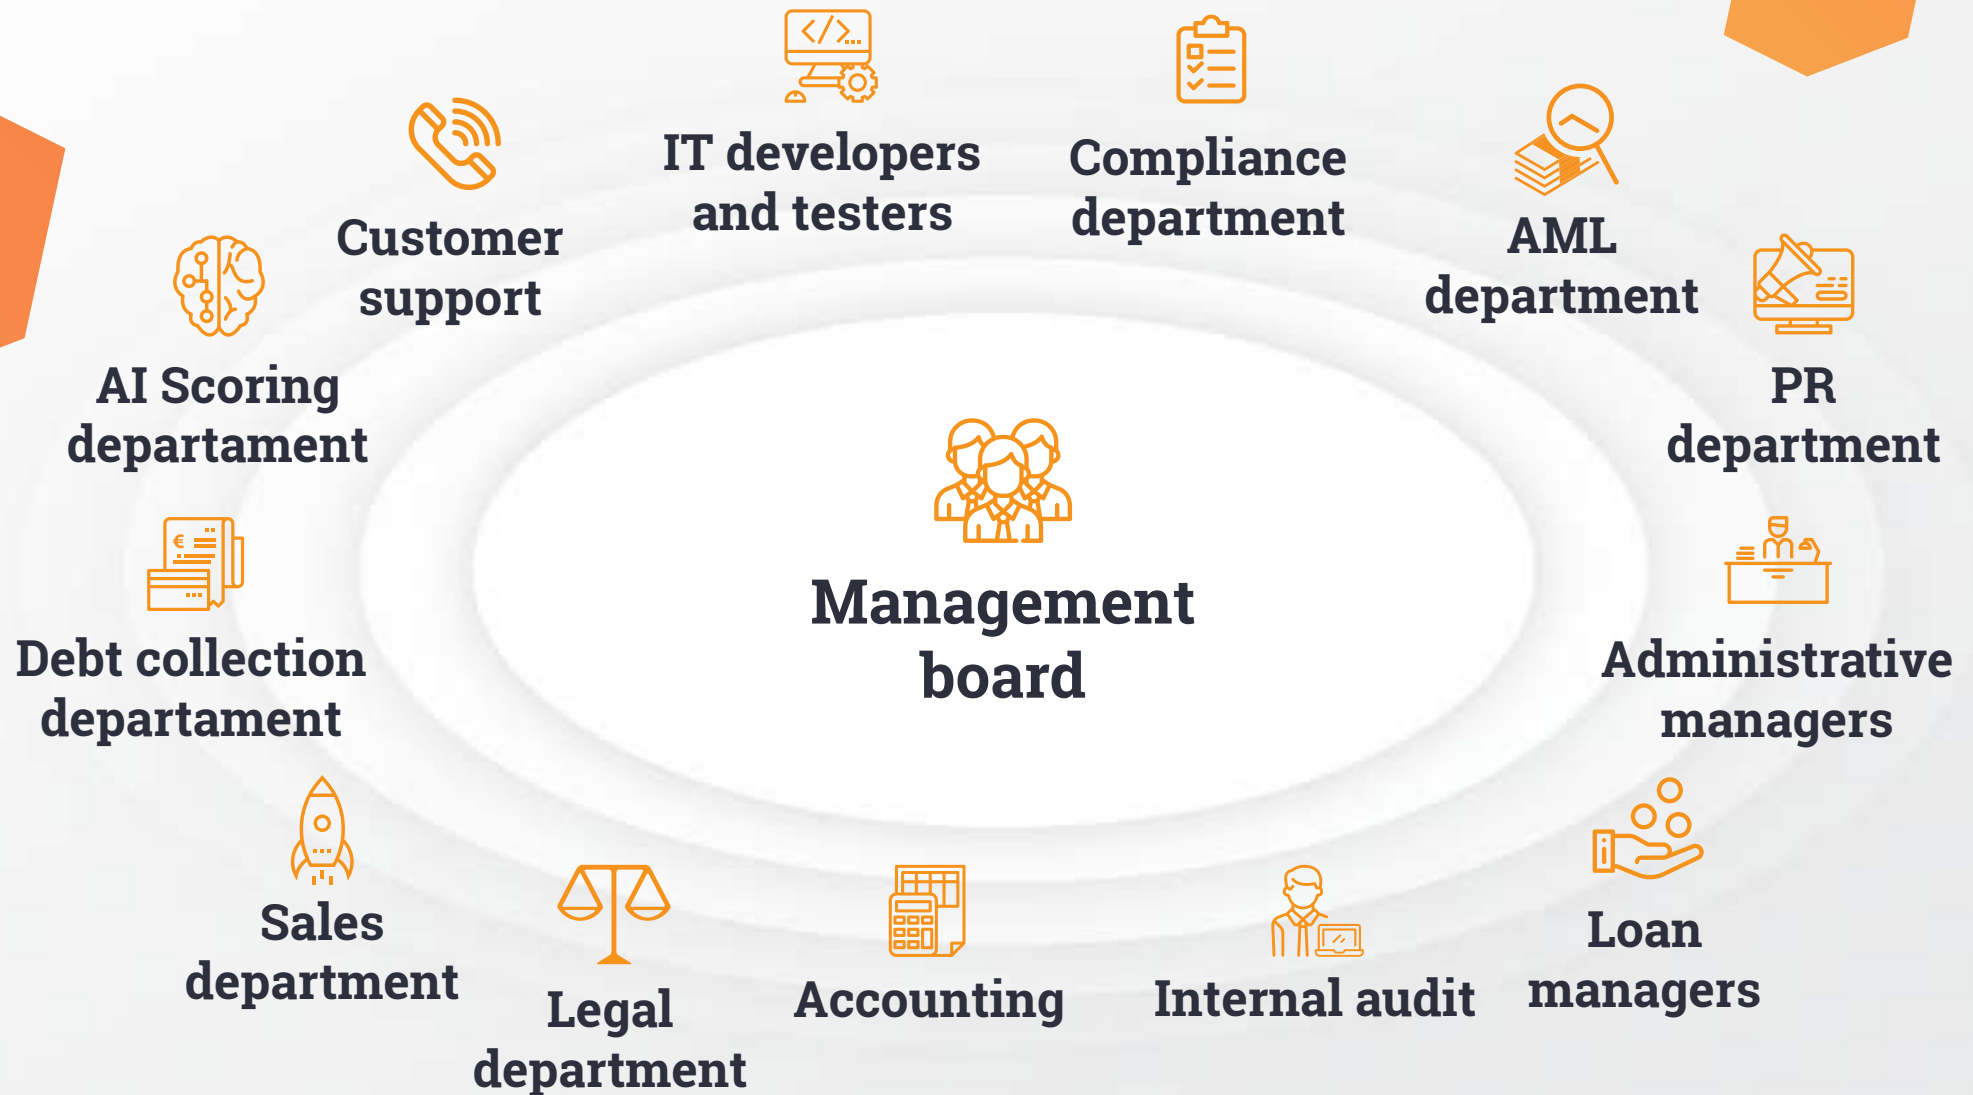 IT developers
and testers
Compliance
department
Customer
support
AML
department
AI Scoring
departament
PR
department
Management
board
Debt collection
departament
Administrative
managers
Sales
department
Loan
managers
Legal
department
Accounting
Internal audit